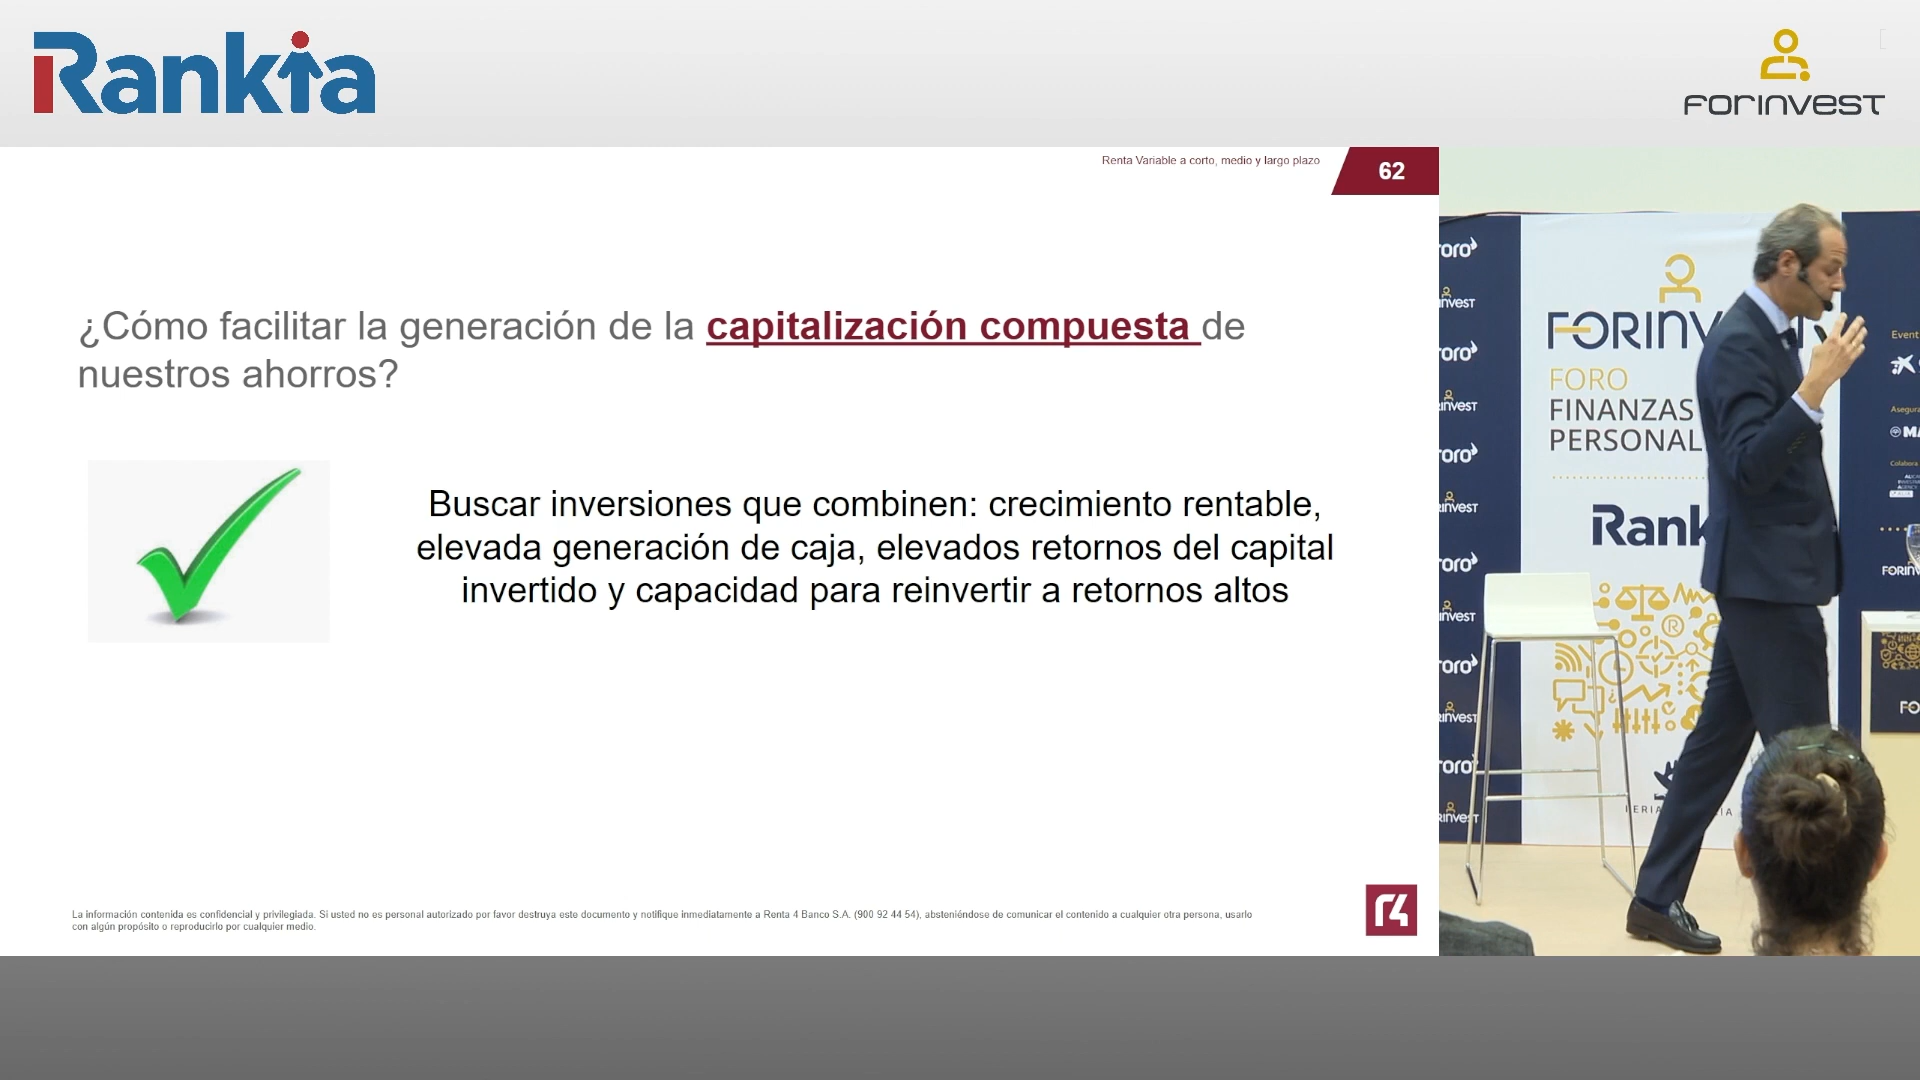 Rankia
FORINVEST
Renta Variable a corto, medio y largo plazo
62
¿Cómo facilitar la generación de la capitalización compuesta de
nuestros ahorros?
Buscar inversiones que combinen: crecimiento rentable,
elevada generación de caja, elevados retornos del capital
invertido y capacidad para reinvertir a retornos altos
La información contenida es confidencial y privilegiada. Si usted no es personal autorizado por favor destruya este documento y notifique inmediatamente a Renta 4 Banco S.A. (900 92 44 54), absteniéndose de comunicar el contenido a cualquier otra persona, usarlo
con algún propósito o reproducirlo por cualquier medio.
R4
FORINV
FORO
FINANZAS
PERSONAL
Rank
Event